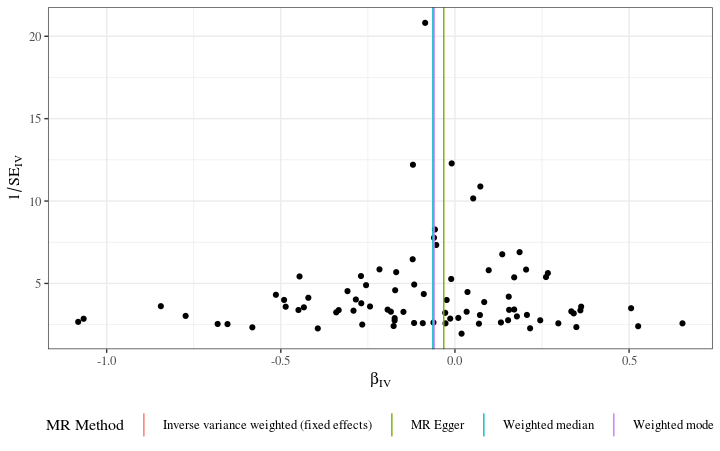 20
15
10
5
1/SE_IV
-1.0
-0.5
0.0
0.5
β_IV
MR Method
Inverse variance weighted (fixed effects)
MR Egger
Weighted median
Weighted mode